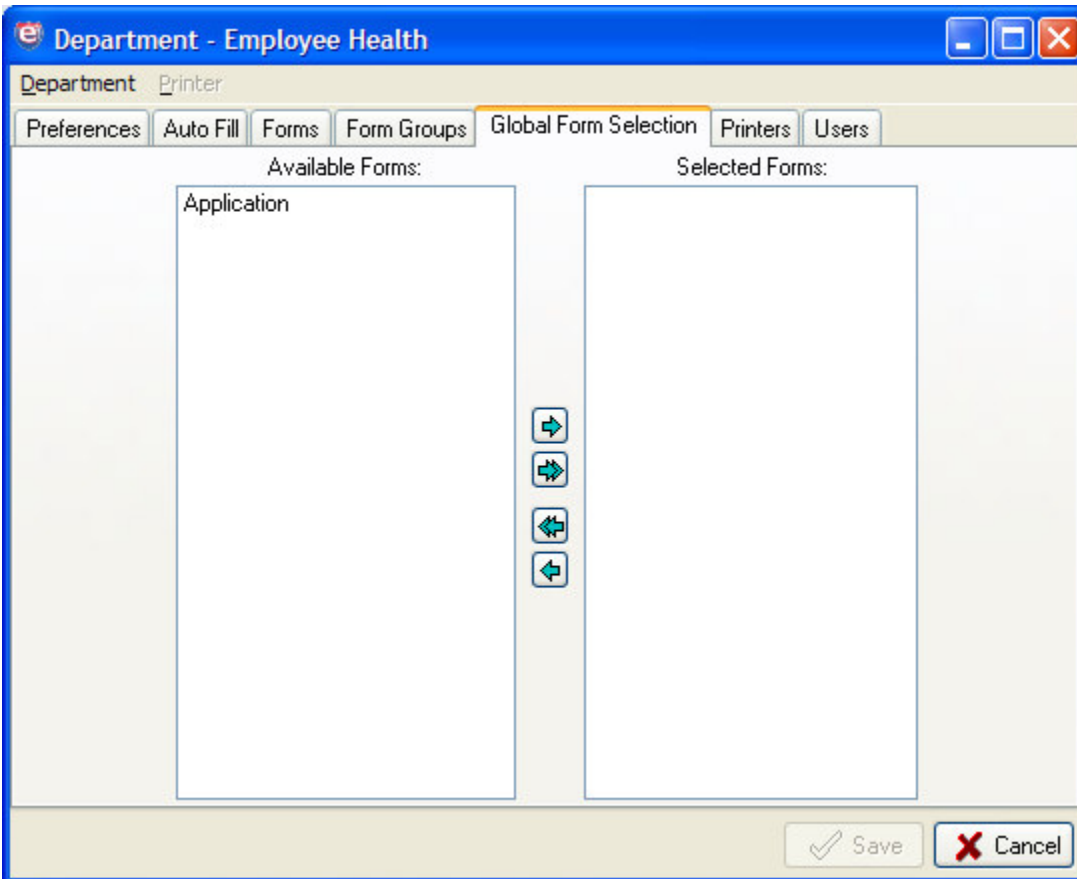 Department - Employee Health
Department Printer
Preferences Auto Fill Forms Form Groups Global Form Selection Printers Users
Available Forms: Selected Forms:
Application
Save Cancel